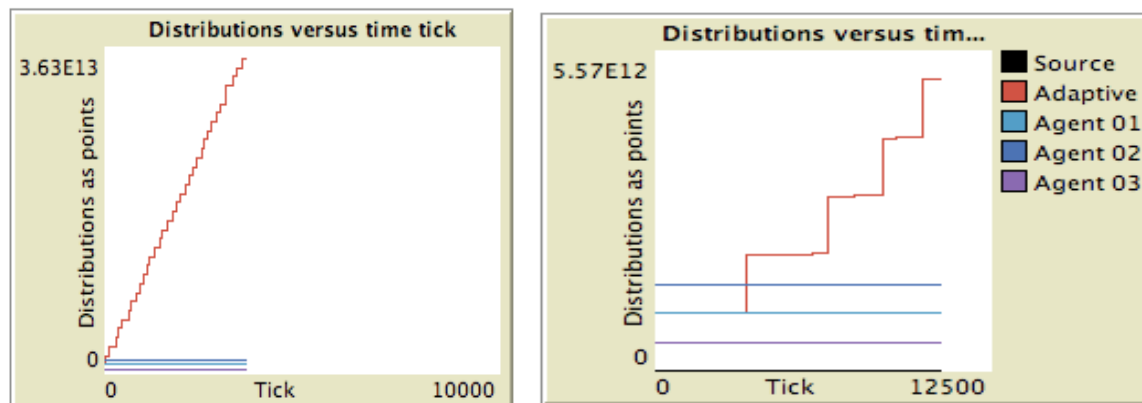 Distributions versus time tick
3.63E13
Distributions as points
0
0
Tick
10000
Distributions versus tim...
5.57E12
Distributions as points
0
0
Tick
12500
Source
Adaptive
Agent 01
Agent 02
Agent 03